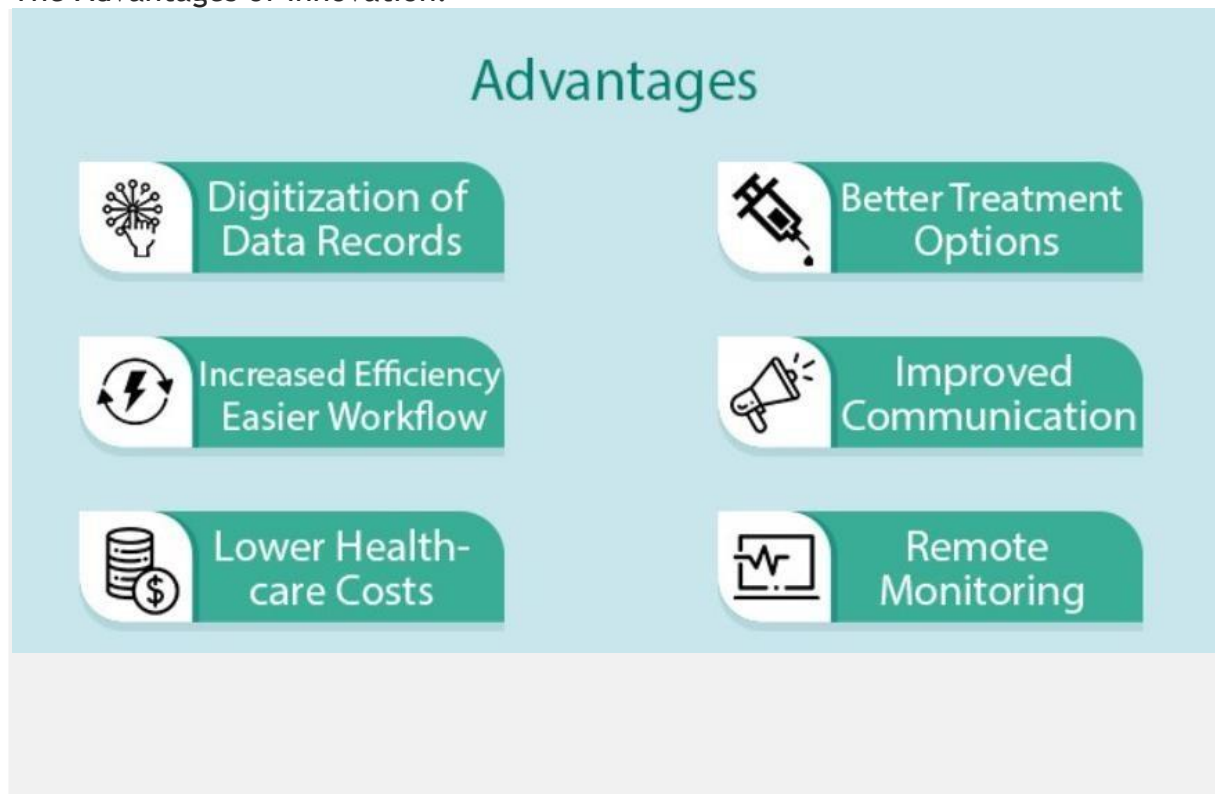 The Advantages of Innovation:
Advantages
Digitization of
Data Records
Better Treatment
Options
Increased Efficiency
Easier Workflow
Improved
Communication
Lower Health-
care Costs
$
Remote
Monitoring